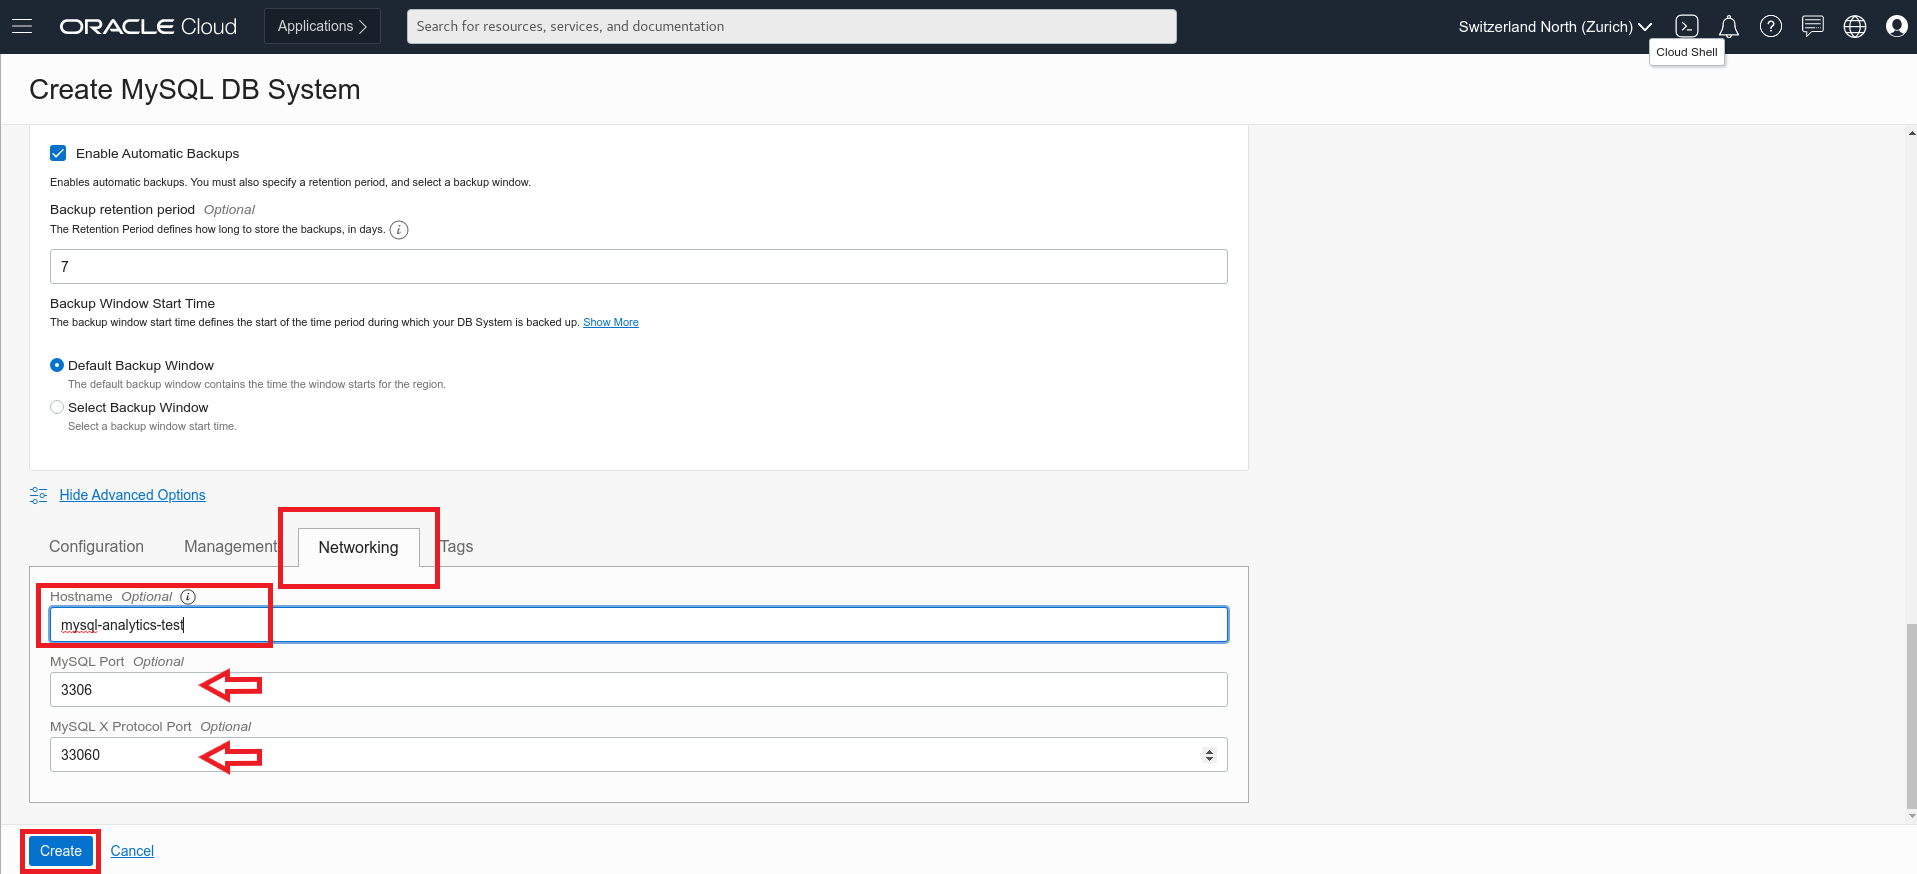 ORACLE Cloud
Applications
Search for resources, services, and documentation
Switzerland North (Zurich)
Cloud Shell
Create MySQL DB System
Enable Automatic Backups
Enables automatic backups. You must also specify a retention period, and select a backup window.
Backup retention period Optional
The Retention Period defines how long to store the backups, in days.
7
Backup Window Start Time
The backup window start time defines the start of the time period during which your DB System is backed up. Show More
Default Backup Window
The default backup window contains the time the window starts for the region.
Select Backup Window
Select a backup window start time.
Hide Advanced Options
Configuration Management Networking Tags
Hostname Optional
mysql-analytics-test
MySQL Port Optional
3306
MySQL X Protocol Port Optional
33060
Create Cancel